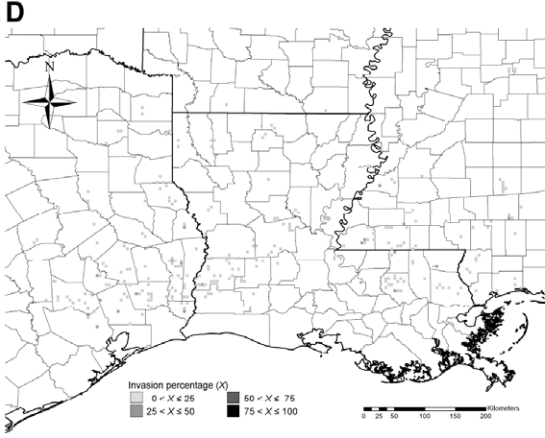 D
N
Invasion percentage (X)
0 < X ≤ 25
50 < X ≤ 75
25 < X ≤ 50
75 < X ≤ 100
Kilometers
0 25 50 100 150 200